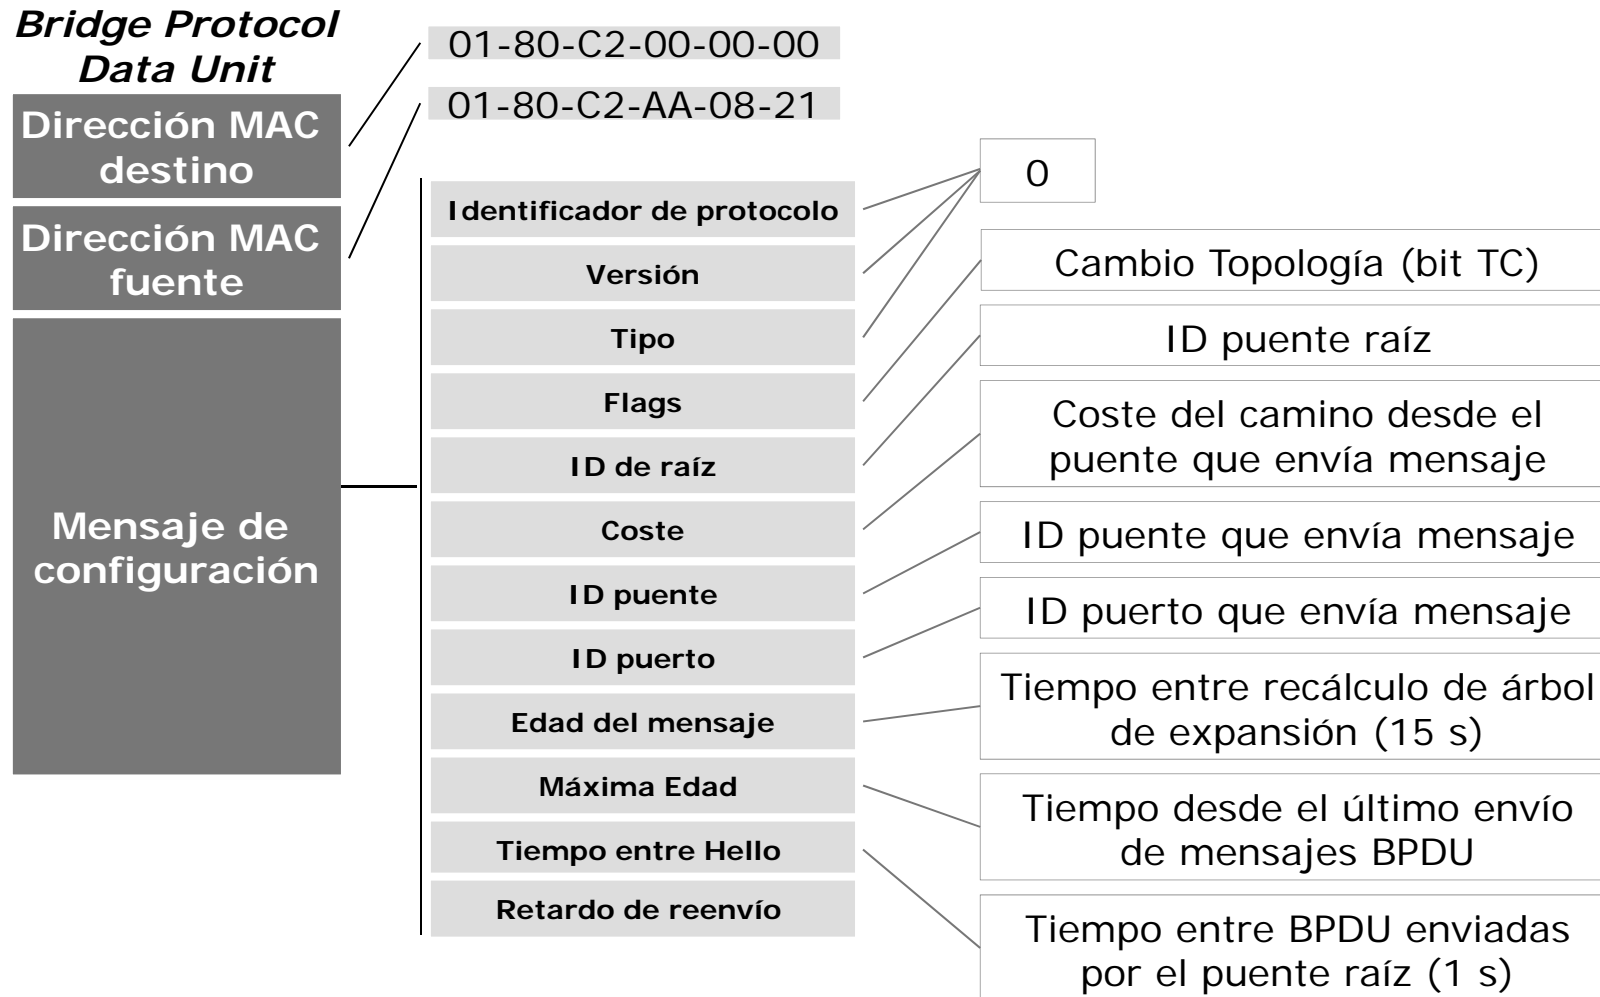 Bridge Protocol
Data Unit
Dirección MAC
destino
Dirección MAC
fuente
Mensaje de
configuración
01-80-C2-00-00-00
01-80-C2-AA-08-21
Identificador de protocolo
Versión
Tipo
Flags
ID de raíz
Coste
ID puente
ID puerto
Edad del mensaje
Máxima Edad
Tiempo entre Hello
Retardo de reenvío
0
Cambio Topología (bit TC)
ID puente raíz
Coste del camino desde el
puente que envía mensaje
ID puente que envía mensaje
ID puerto que envía mensaje
Tiempo entre recálculo de árbol
de expansión (15 s)
Tiempo desde el último envío
de mensajes BPDU
Tiempo entre BPDU enviadas
por el puente raíz (1 s)